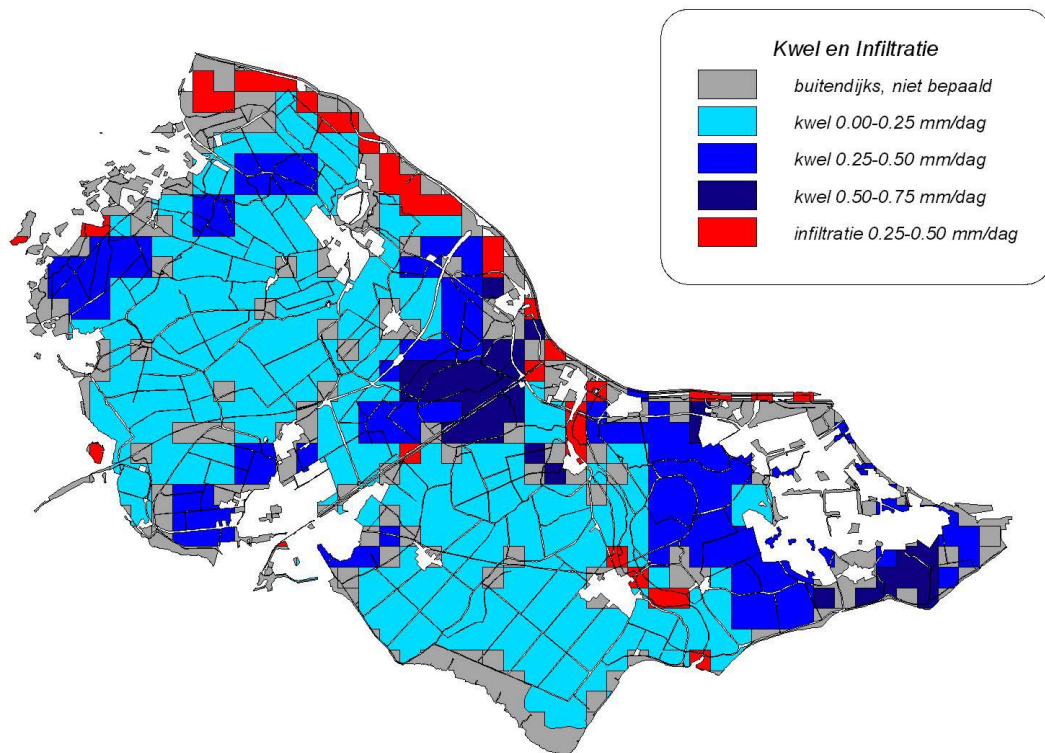 Kwel en Infiltratie
buitendijks, niet bepaald
kwel 0.00-0.25 mm/dag
kwel 0.25-0.50 mm/dag
kwel 0.50-0.75 mm/dag
infiltratie 0.25-0.50 mm/dag